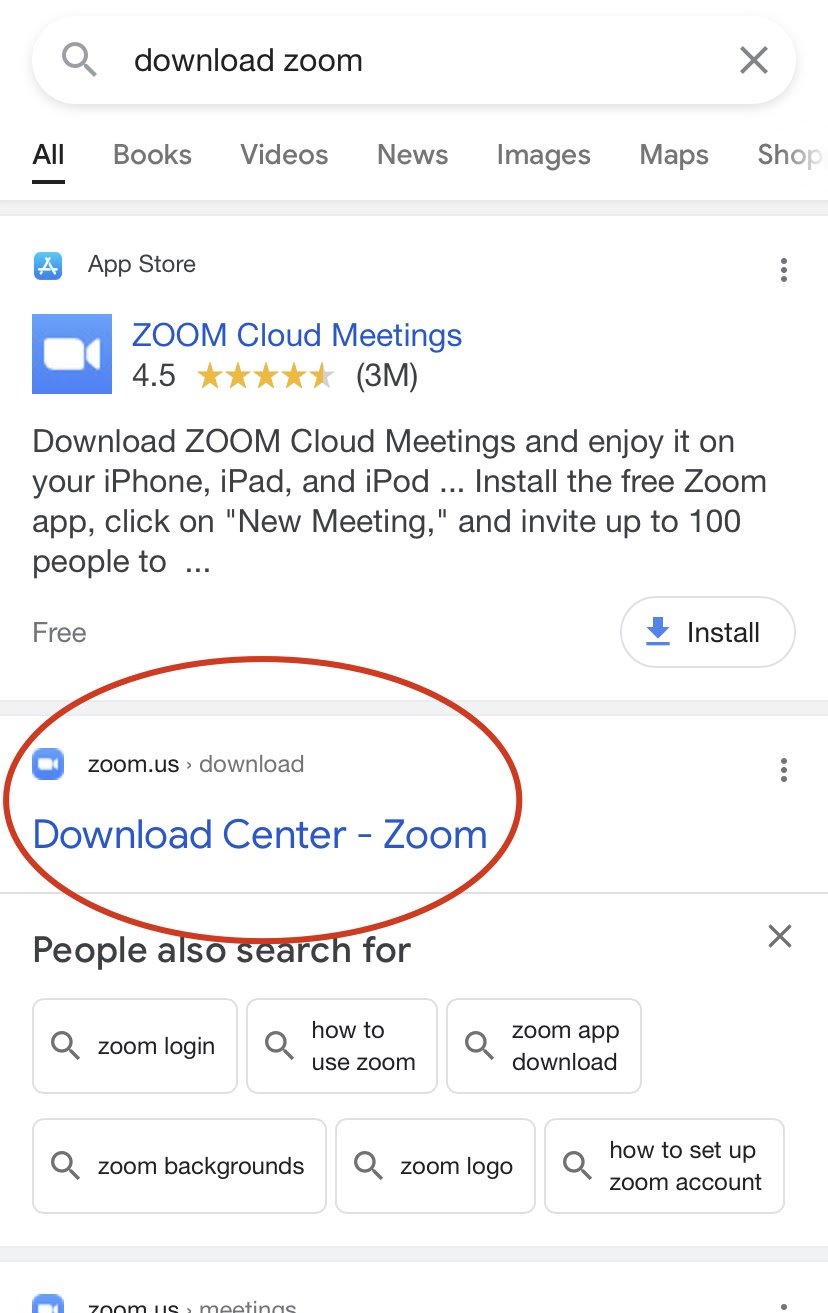 download zoom
All Books Videos News Images Maps Shop
App Store
ZOOM Cloud Meetings
4.5 (3M)
Download ZOOM Cloud Meetings and enjoy it on
your iPhone, iPad, and iPod ... Install the free Zoom
app, click on "New Meeting," and invite up to 100
people to ...
Free Install
zoom.us › download
Download Center - Zoom
People also search for
zoom login
how to
use zoom
zoom app
download
zoom backgrounds
zoom logo
how to set up
zoom account
zoom.us › meetings